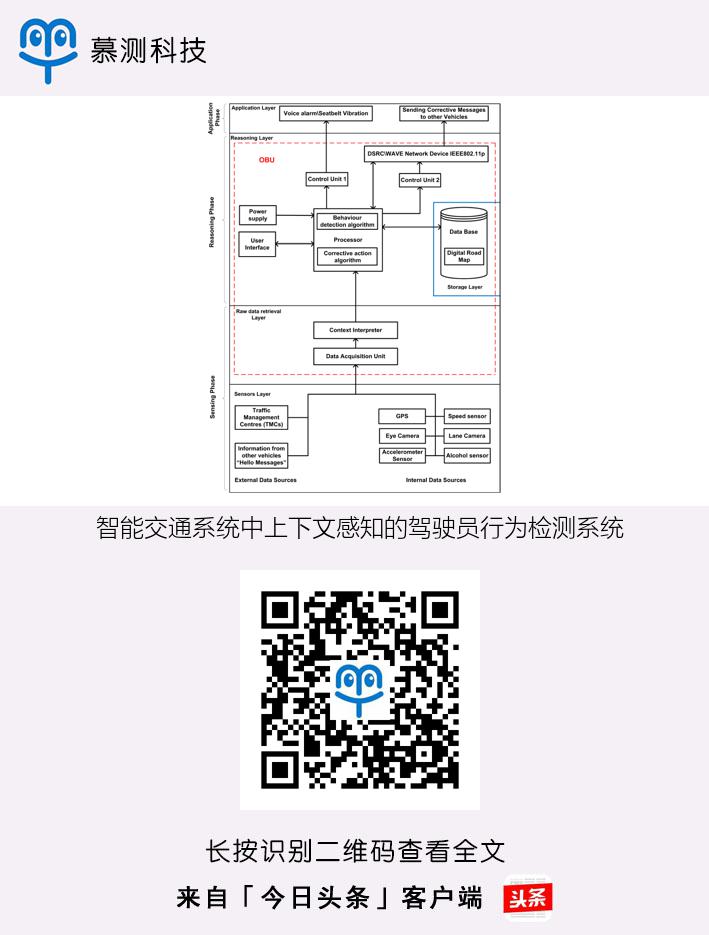 慕测科技
Application Phase
Application Layer
Voice alarm\Seatbelt Vibration
Sending Corrective Messages
to other Vehicles
Reasoning Phase
Reasoning Layer
OBU
DSRC\WAVE Network Device IEEE802.11p
Control Unit 1
Control Unit 2
Power
supply
User
Interface
Behaviour
detection algorithm
Processor
Corrective action
algorithm
Data Base
Digital Road
Map
Storage Layer
Sensing Phase
Raw data retrieval
Layer
Context Interpreter
Data Acquisition Unit
Sensors Layer
Traffic
Management
Centres (TMCs)
Information from
other vehicles
“Hello Messages”
External Data Sources
GPS
Speed sensor
Eye Camera
Lane Camera
Accelerometer
Sensor
Alcohol sensor
Internal Data Sources
智能交通系统中上下文感知的驾驶员行为检测系统
长按识别二维码查看全文
来自「今日头条」客户端
头条